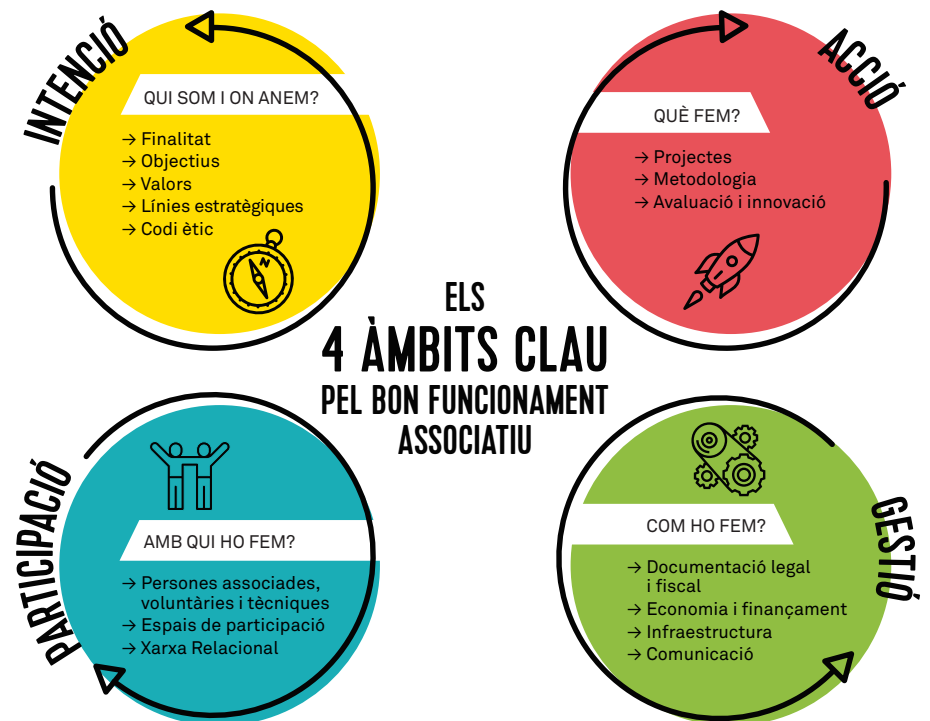 INTENCIÓ
QUI SOM I ON ANEM?
→ Finalitat
→ Objectius
→ Valors
→ Línies estratègiques
→ Codi ètic
N
ACCIÓ
QUÈ FEM?
→ Projectes
→ Metodologia
→ Avaluació i innovació
ELS
4 ÀMBITS CLAU
PEL BON FUNCIONAMENT
ASSOCIATIU
PARTICIPACIÓ
AMB QUI HO FEM?
→ Persones associades,
voluntàries i tècniques
→ Espais de participació
→ Xarxa Relacional
GESTIÓ
COM HO FEM?
→ Documentació legal
i fiscal
→ Economia i finançament
→ Infraestructura
→ Comunicació